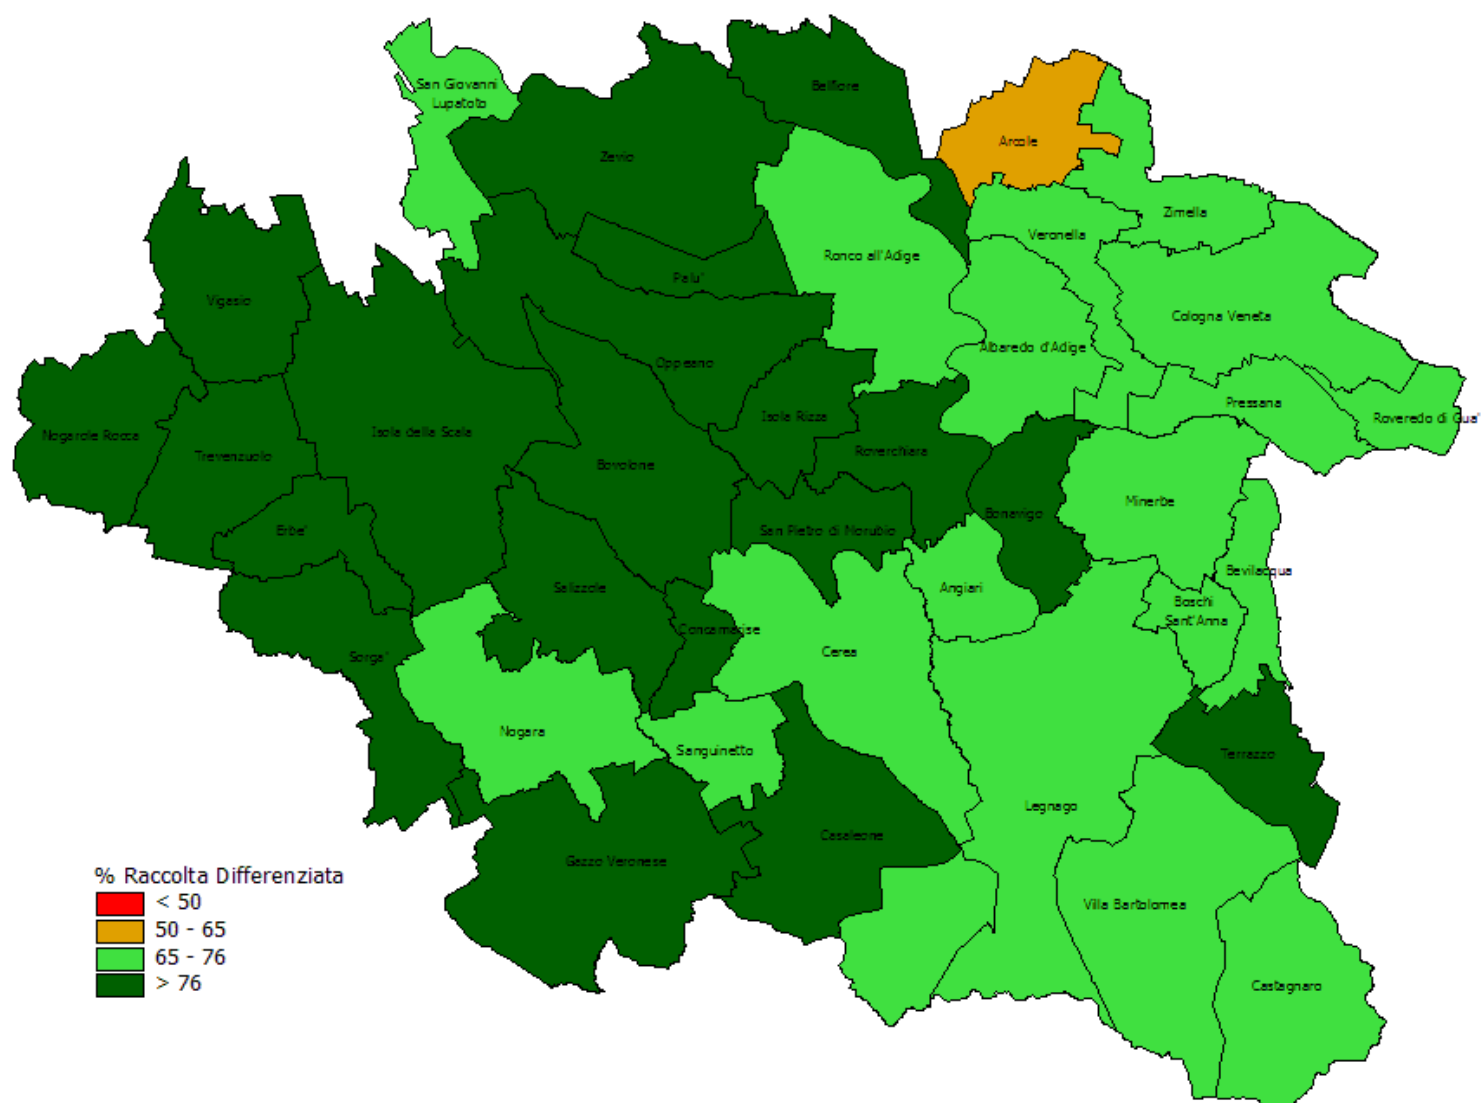 San Giovanni
Lupatoto
Belfiore
Arcole
Zevio
Zimella
Veronella
Ronco all'Adige
Palu'
Vigasio
Cologna Veneta
Albaredo d'Adige
Oppeano
Pressana
Isola Rizza
Roveredo di Gua'
Nogarole Rocca
Isola della Scala
Trevenzuolo
Roverchiara
Bovolone
Minerbe
Bonavigo
Erbe'
San Pietro di Morubio
Bevilacqua
Salizzole
Angiari
Boschi
Sant'Anna
Concamarise
Cerea
Sorga'
Nogara
Sanguinetto
Terrazzo
Legnago
Casaleone
Gazzo Veronese
Villa Bartolomea
Castagnaro
% Raccolta Differenziata
< 50
50 - 65
65 - 76
> 76